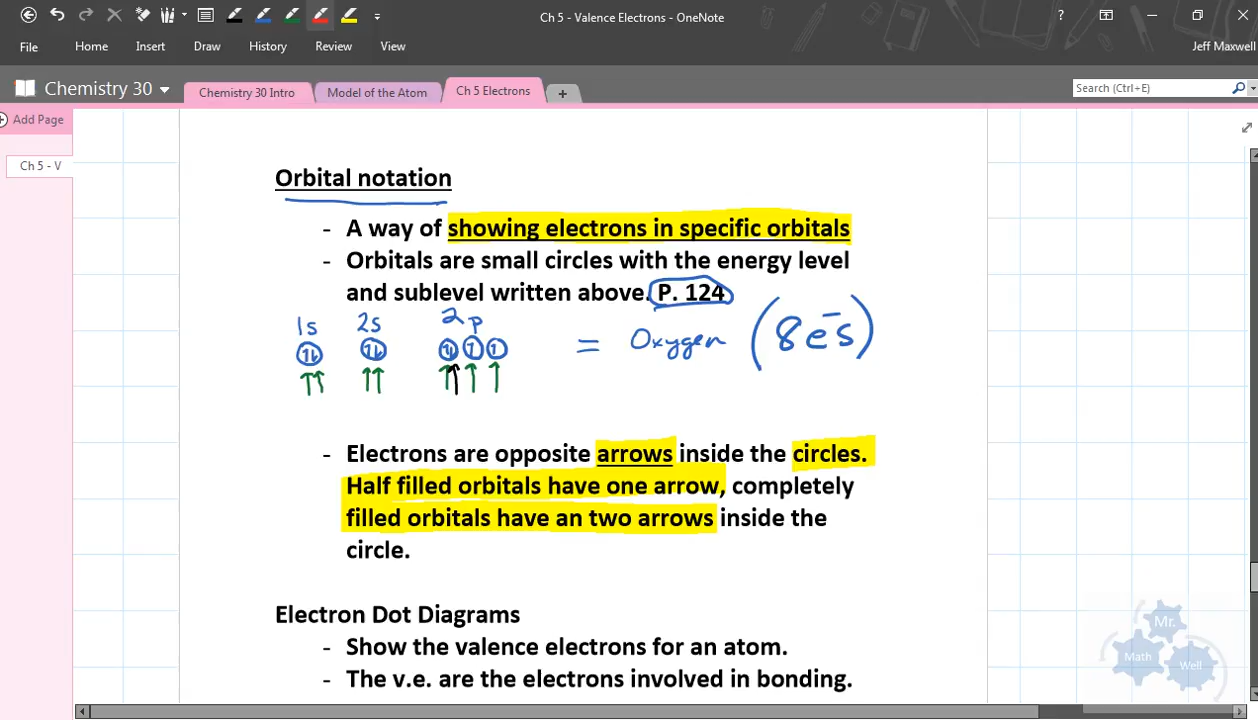 Ch 5 - Valence Electrons - OneNote
?
File Home Insert Draw History Review View
Jeff Maxwell
Chemistry 30
Chemistry 30 Intro
Model of the Atom
Ch 5 Electrons
Search (Ctrl+E)
Add Page
Ch 5 - V
Orbital notation
- A way of showing electrons in specific orbitals
- Orbitals are small circles with the energy level
and sublevel written above. P. 124
1s 2s 2p
= Oxygen (8e⁻s)
- Electrons are opposite arrows inside the circles.
Half filled orbitals have one arrow, completely
filled orbitals have an two arrows inside the
circle.
Electron Dot Diagrams
- Show the valence electrons for an atom.
- The v.e. are the electrons involved in bonding.
Mr.
Math Well